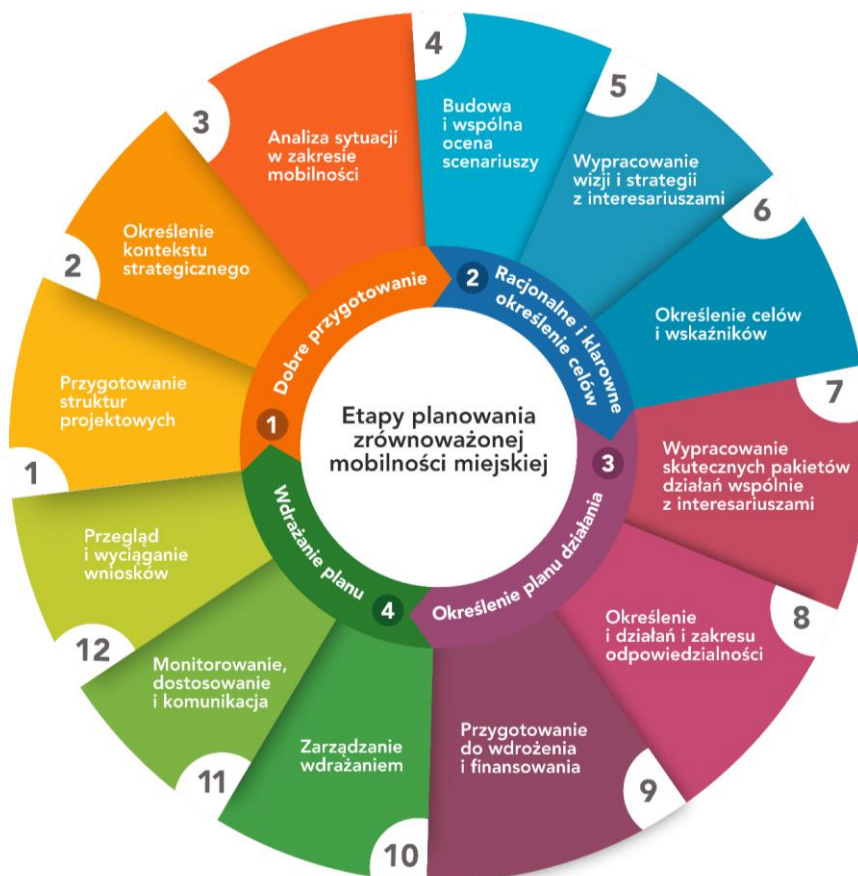 Etapy planowania
zrównoważonej
mobilności miejskiej
1
Dobre przygotowanie
2
Racjonalne i klarowne
określenie celów
3
Określenie planu działania
4
Wdrażanie planu
1
Przygotowanie
struktur
projektowych
2
Określenie
kontekstu
strategicznego
3
Analiza sytuacji
w zakresie
mobilności
4
Budowa
i wspólna
ocena
scenariuszy
5
Wypracowanie
wizji i strategii
z interesariuszami
6
Określenie celów
i wskaźników
7
Wypracowanie
skutecznych pakietów
działań wspólnie
z interesariuszami
8
Określenie
i działań i zakresu
odpowiedzialności
9
Przygotowanie
do wdrożenia
i finansowania
10
Zarządzanie
wdrażaniem
11
Monitorowanie,
dostosowanie
i komunikacja
12
Przegląd
i wyciąganie
wniosków